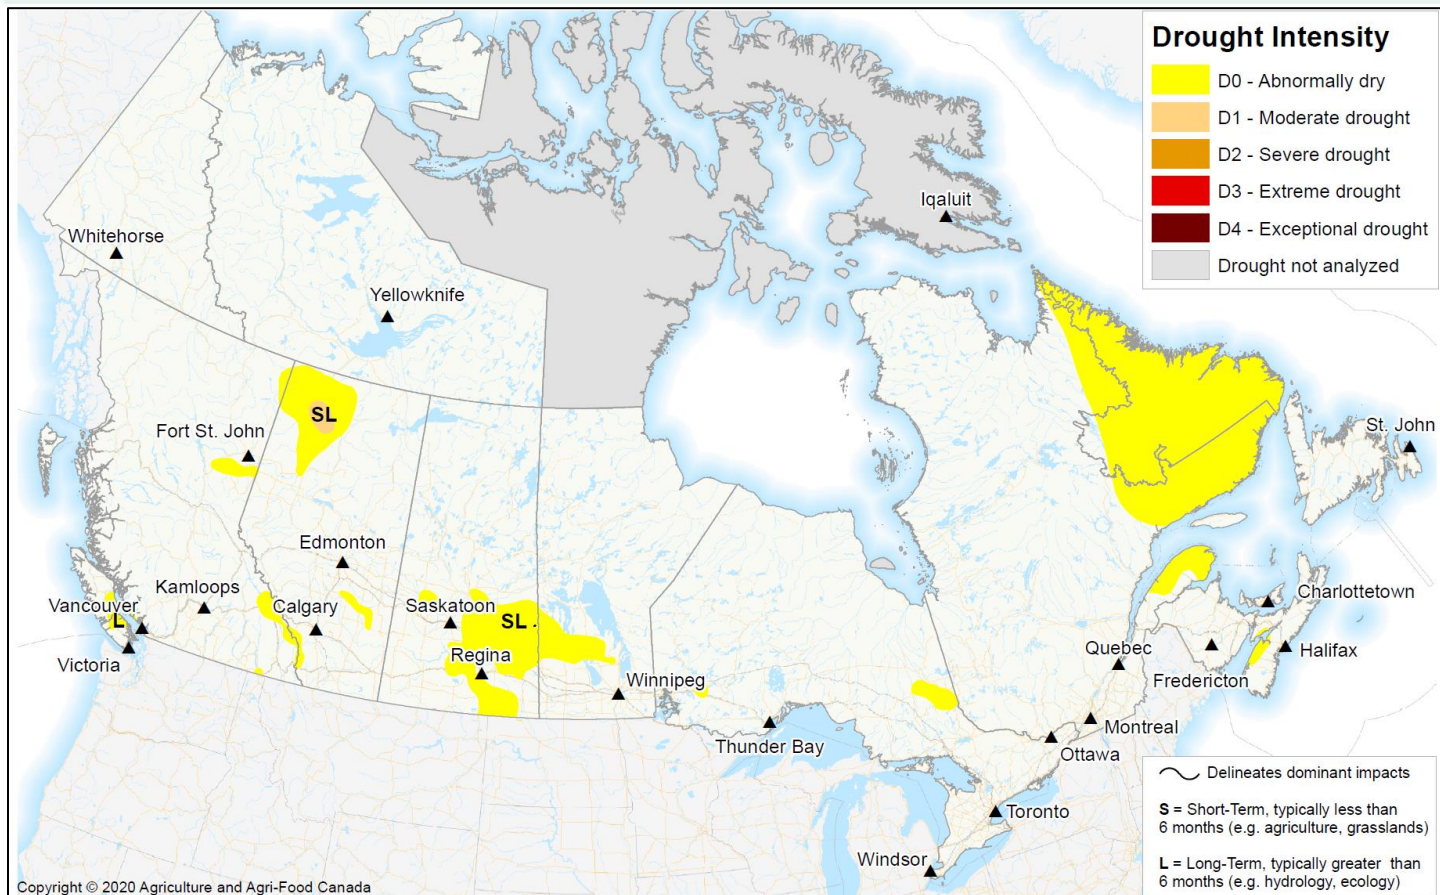 Drought Intensity
D0 - Abnormally dry
D1 - Moderate drought
D2 - Severe drought
D3 - Extreme drought
D4 - Exceptional drought
Drought not analyzed
Iqaluit
Whitehorse
Yellowknife
SL
Fort St. John
St. John
Edmonton
Kamloops
Calgary
Saskatoon
Vancouver
L
SL
Charlottetown
Victoria
Regina
Quebec
Halifax
Winnipeg
Fredericton
Montreal
Thunder Bay
Ottawa
Toronto
Windsor
Delineates dominant impacts
S = Short-Term, typically less than
6 months (e.g. agriculture, grasslands)
L = Long-Term, typically greater than
6 months (e.g. hydrology, ecology)
Copyright © 2020 Agriculture and Agri-Food Canada